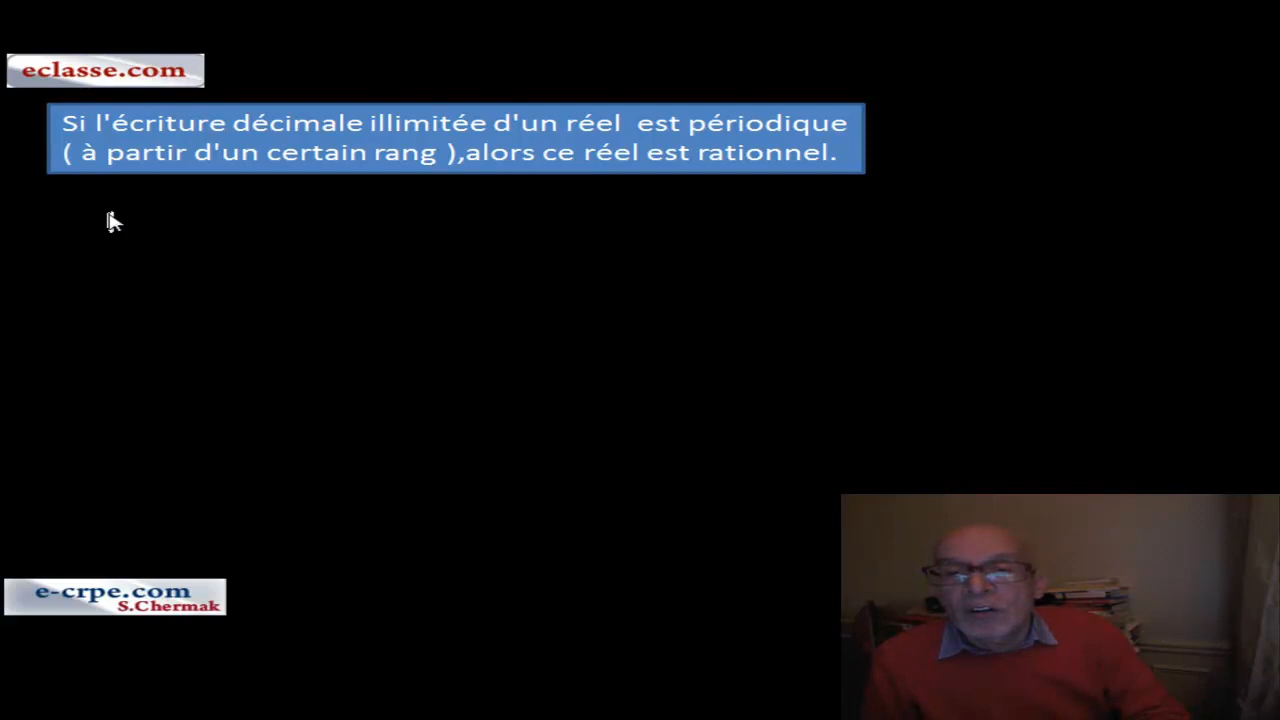 eclasse.com
Si l'écriture décimale illimitée d'un réel est périodique
( à partir d'un certain rang ),alors ce réel est rationnel.
e-crpe.com
S.Chermak